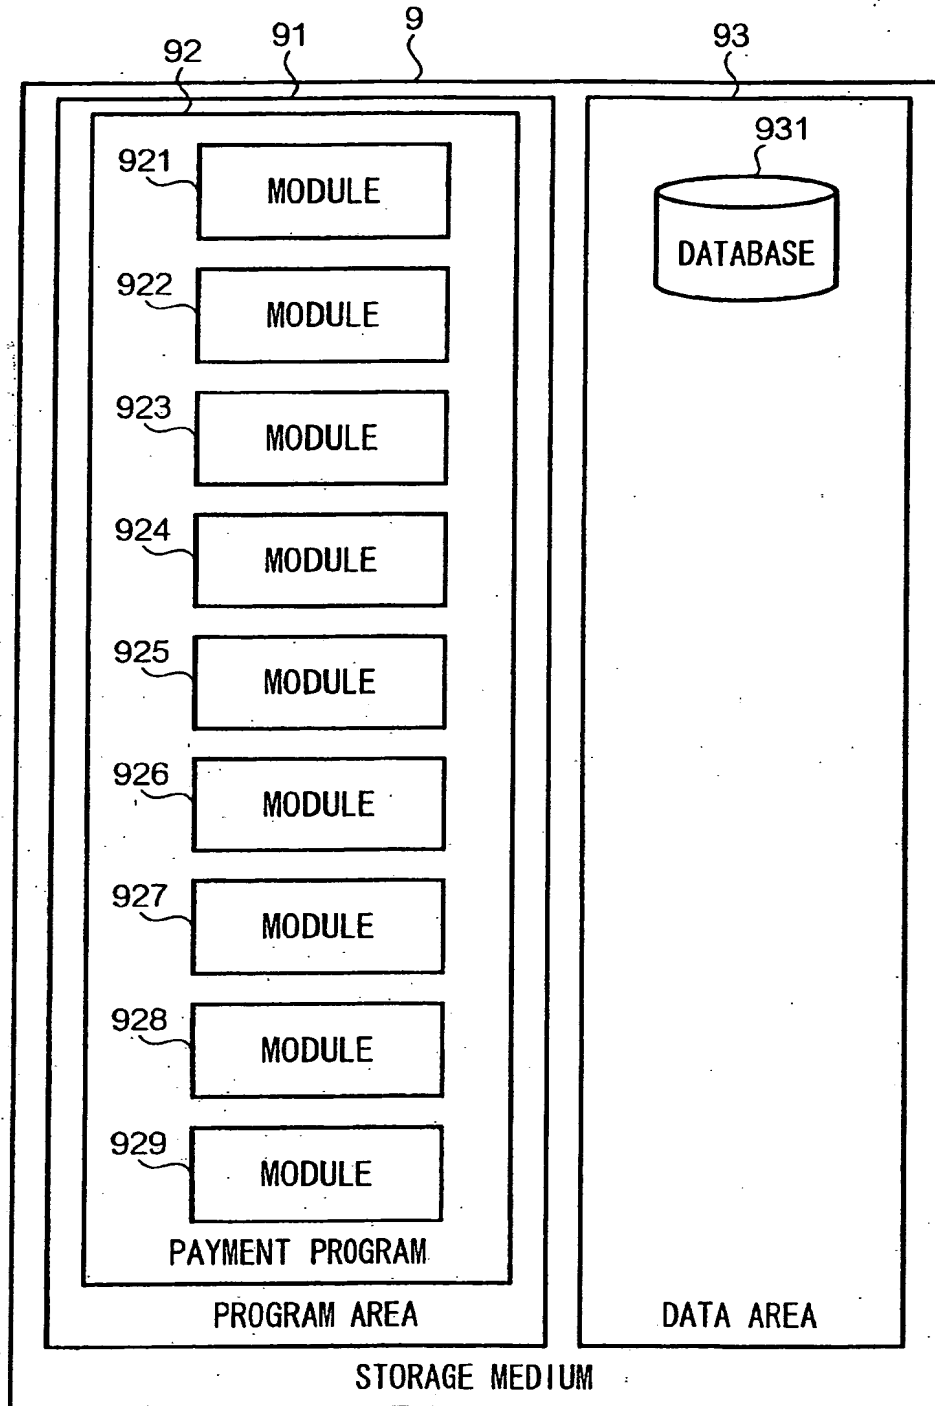 9
91
93
92
931
921
MODULE
DATABASE
922
MODULE
923
MODULE
924
MODULE
925
MODULE
926
MODULE
927
MODULE
928
MODULE
929
MODULE
PAYMENT PROGRAM
PROGRAM AREA
DATA AREA
STORAGE MEDIUM